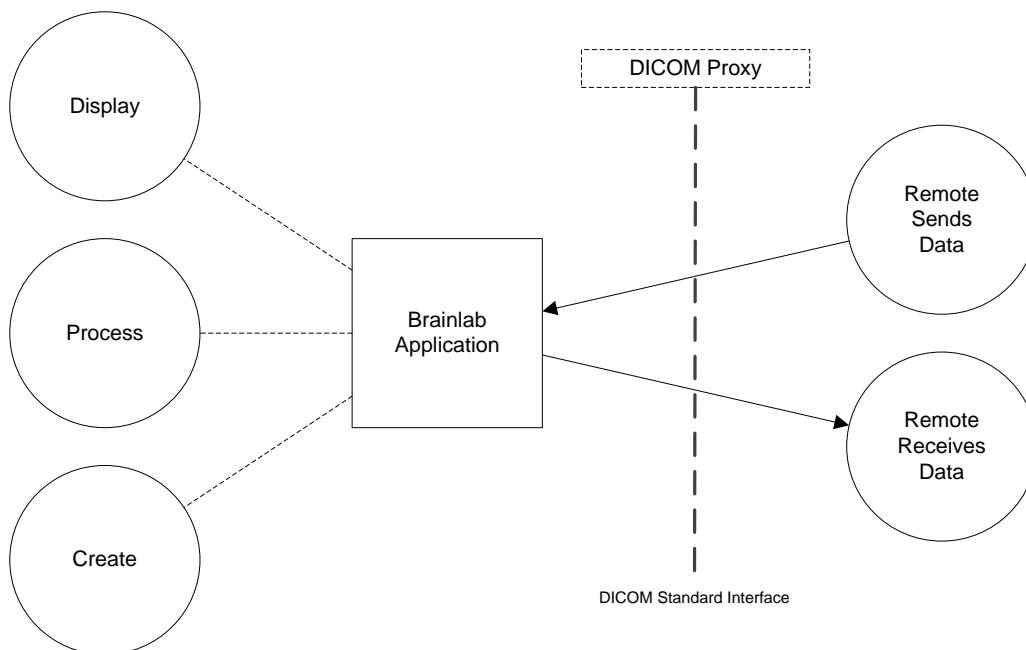 Display
Process
Create
Brainlab
Application
DICOM Proxy
DICOM Standard Interface
Remote
Sends
Data
Remote
Receives
Data